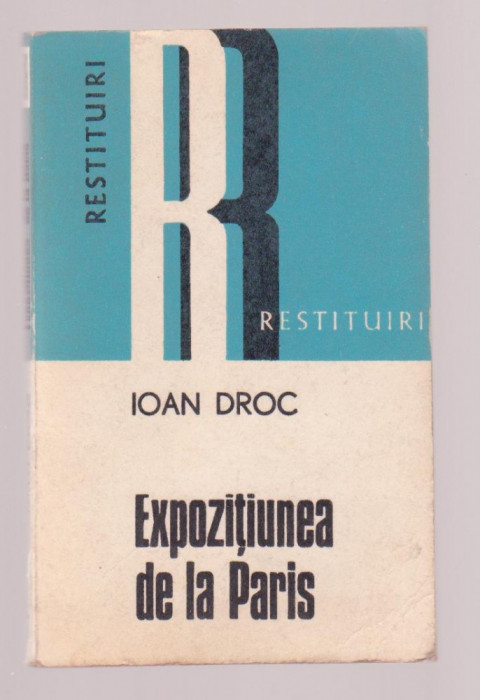 RESTITUIRI
R
RESTITUIRI
IOAN DROC
Expozițiunea
de la Paris